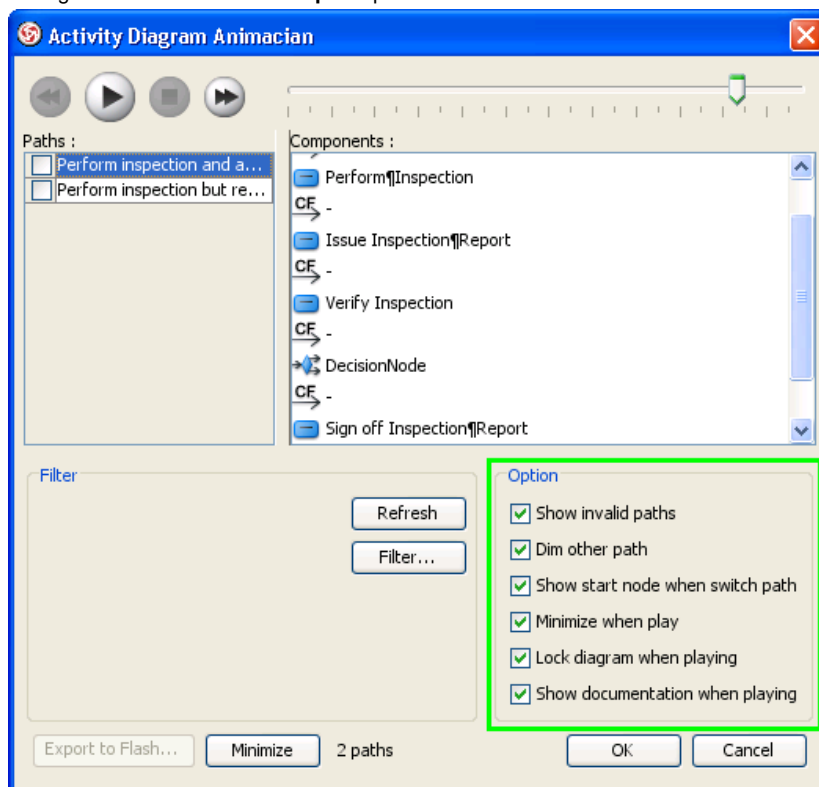 Activity Diagram Animacian
Paths :
Components :
Perform inspection and a...
Perform inspection but re...
Perform¶Inspection
CF -
Issue Inspection¶Report
CF -
Verify Inspection
CF -
DecisionNode
CF -
Sign off Inspection¶Report
Filter
Refresh
Filter...
Option
Show invalid paths
Dim other path
Show start node when switch path
Minimize when play
Lock diagram when playing
Show documentation when playing
Export to Flash...
Minimize
2 paths
OK
Cancel